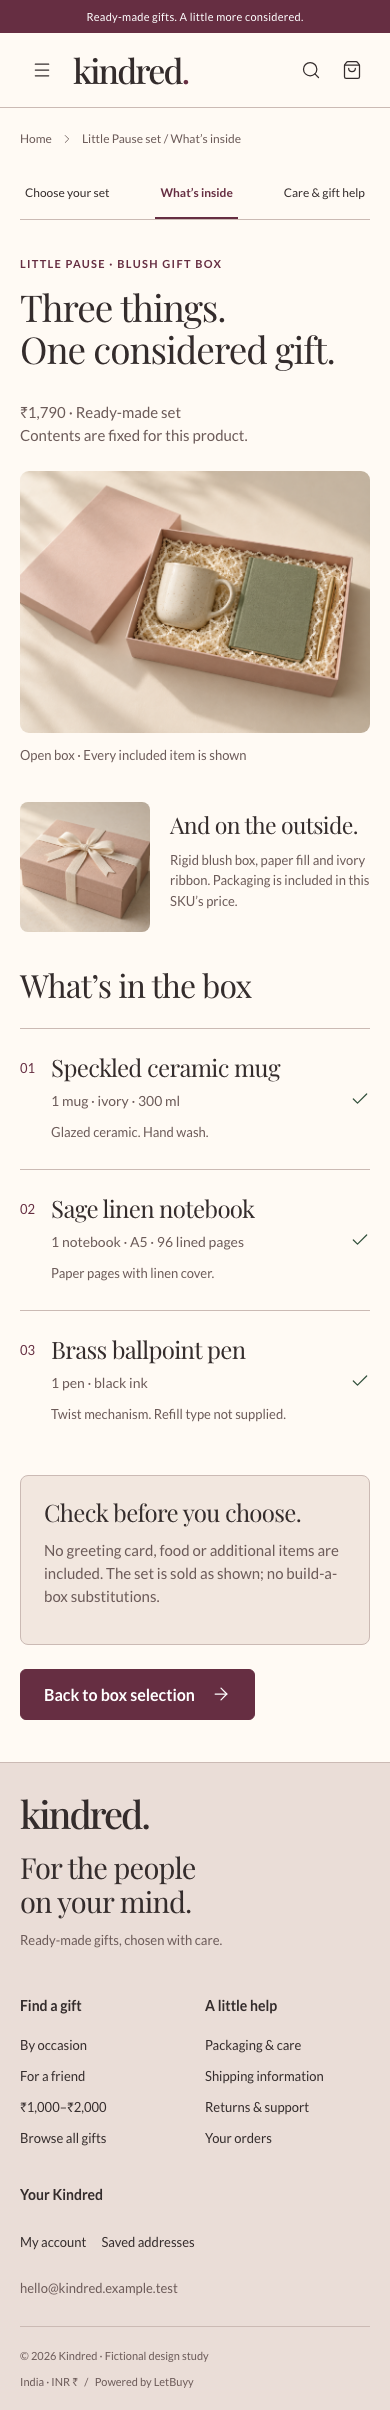 Ready-made gifts. A little more considered.
kindred.
Home > Little Pause set / What's inside
Choose your set What's inside Care & gift help
LITTLE PAUSE · BLUSH GIFT BOX
Three things.
One considered gift.
₹1,790 · Ready-made set
Contents are fixed for this product.
Open box · Every included item is shown
And on the outside.
Rigid blush box, paper fill and ivory
ribbon. Packaging is included in this
SKU's price.
What's in the box
01 Speckled ceramic mug
1 mug · ivory · 300 ml
Glazed ceramic. Hand wash.
02 Sage linen notebook
1 notebook · A5 · 96 lined pages
Paper pages with linen cover.
03 Brass ballpoint pen
1 pen · black ink
Twist mechanism. Refill type not supplied.
Check before you choose.
No greeting card, food or additional items are
included. The set is sold as shown; no build-a-
box substitutions.
Back to box selection
kindred.
For the people
on your mind.
Ready-made gifts, chosen with care.
Find a gift
By occasion
For a friend
₹1,000–₹2,000
Browse all gifts
A little help
Packaging & care
Shipping information
Returns & support
Your orders
Your Kindred
My account Saved addresses
hello@kindred.example.test
© 2026 Kindred · Fictional design study
India · INR ₹ / Powered by LetBuyy